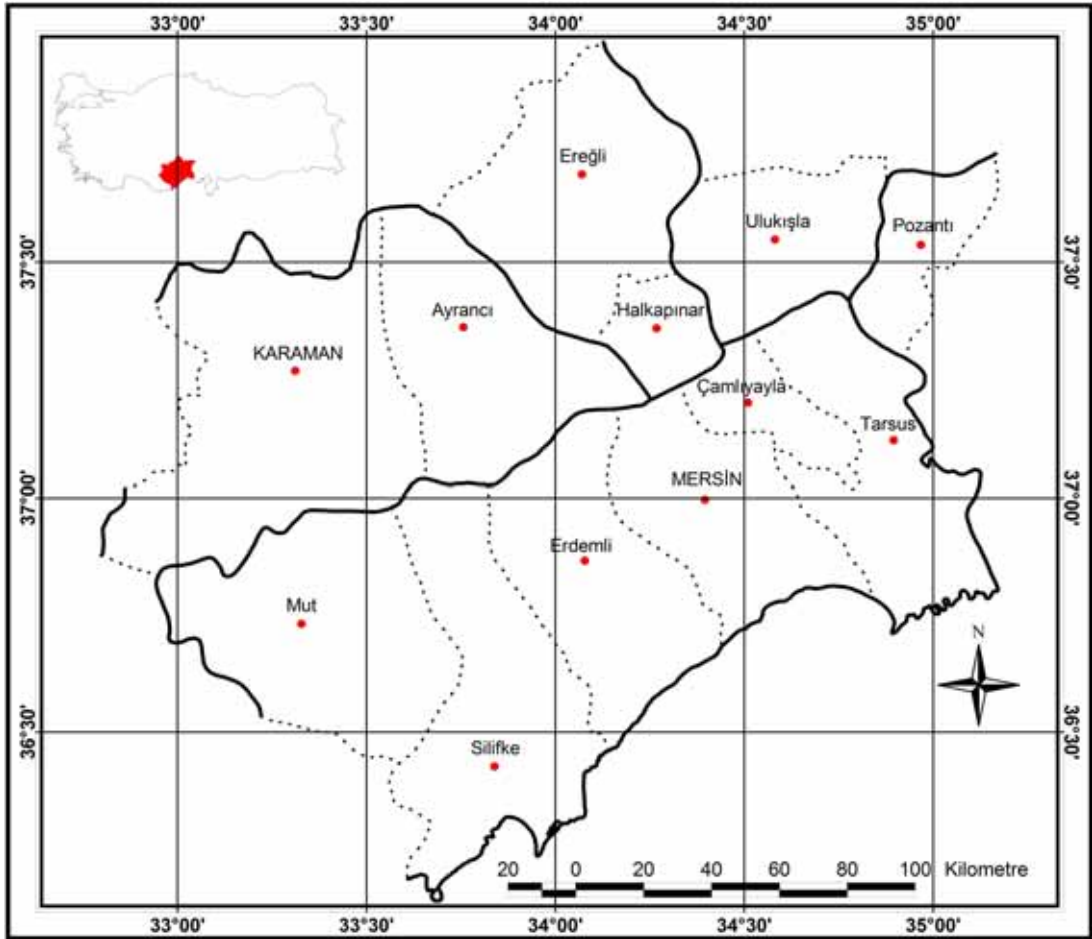 33°00' 33°30' 34°00' 34°30' 35°00'
Ereğli
Ulukışla
Pozantı
37°30' 37°30'
Ayrancı
Halkapınar
KARAMAN
Çamlıyayla
Tarsus
MERSİN
37°00' 37°00'
Erdemli
Mut
N
36°30' 36°30'
Silifke
20 0 20 40 60 80 100 Kilometre
33°00' 33°30' 34°00' 34°30' 35°00'